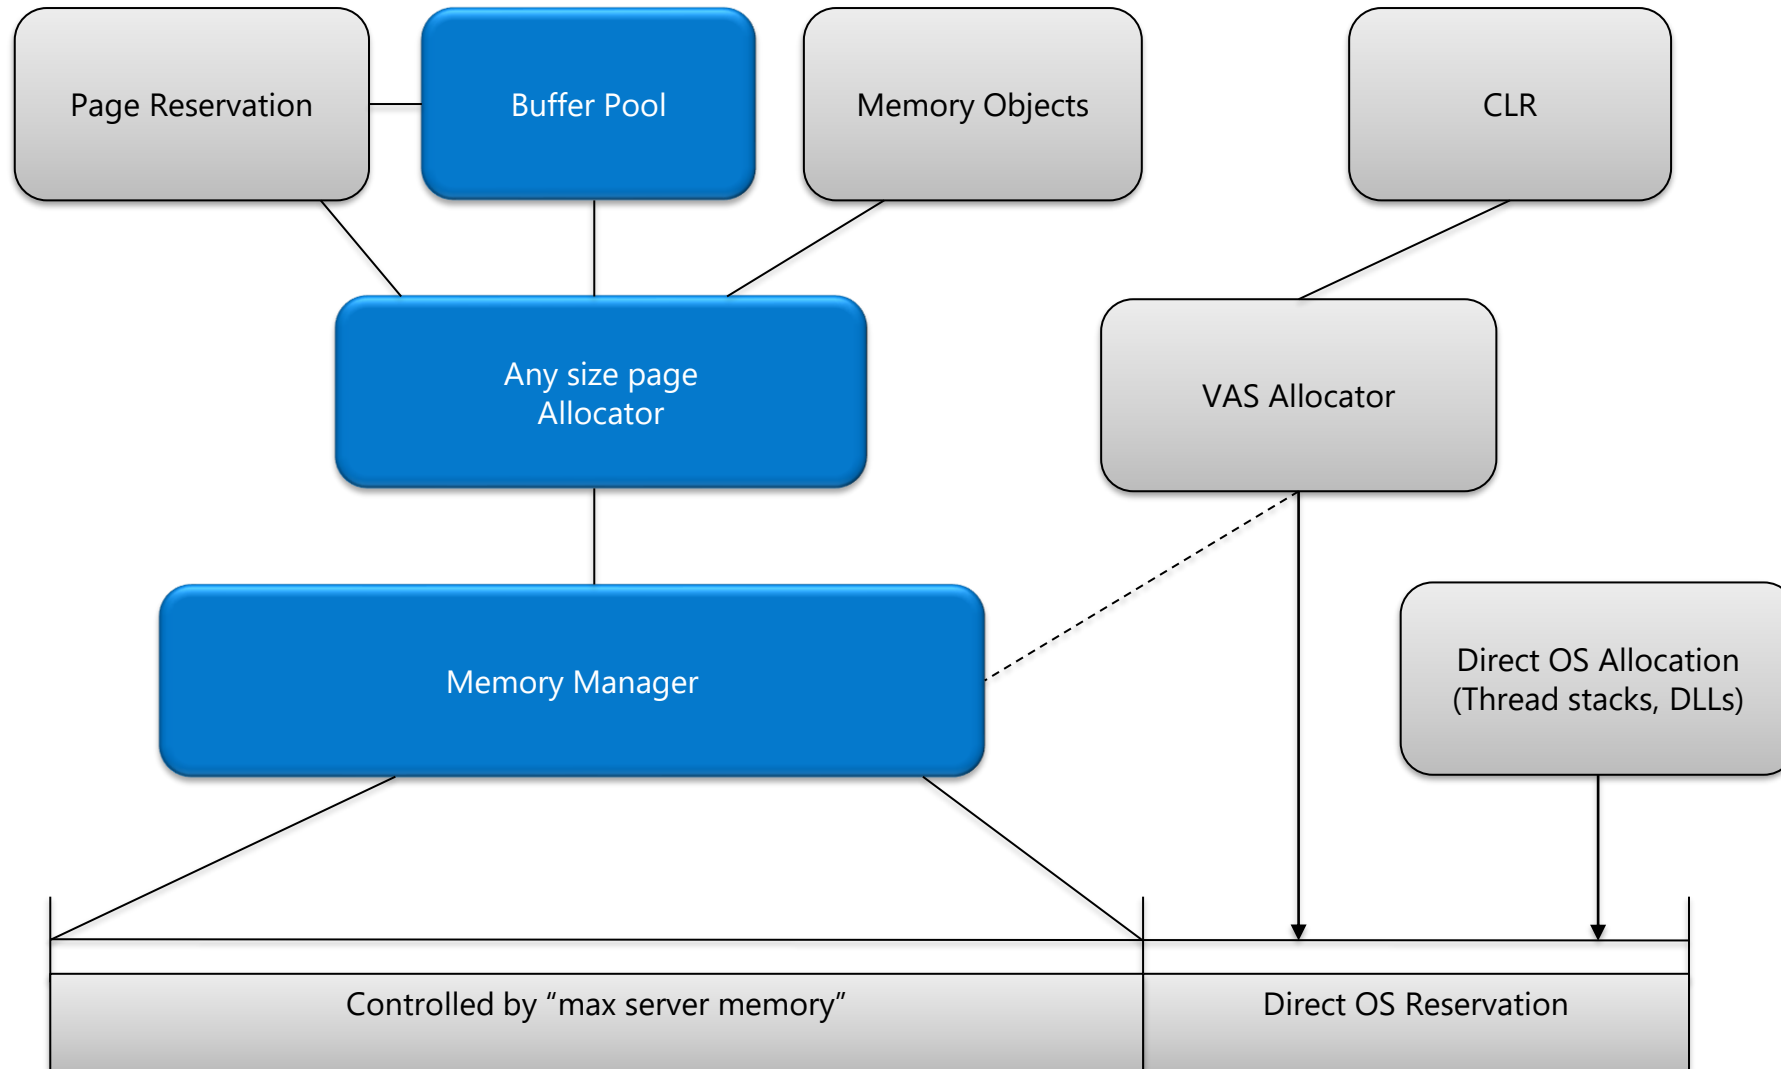 Page Reservation
Buffer Pool
Memory Objects
CLR
Any size page
Allocator
VAS Allocator
Memory Manager
Direct OS Allocation
(Thread stacks, DLLs)
Controlled by “max server memory”
Direct OS Reservation